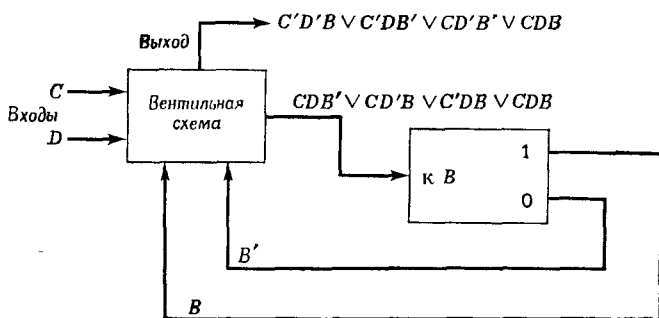 C'D'B ∨ C'DB' ∨ CD'B' ∨ CDB
Выход
C
Входы
D
Вентильная
схема
CDB' ∨ CD'B ∨ C'DB ∨ CDB
1
к B
0
B'
B